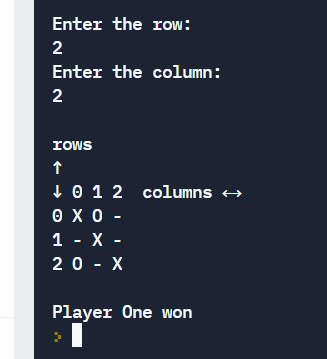 Enter the row:
2
Enter the column:
2
rows
↑
↓ 0 1 2  columns ↔
0 X O -
1 - X -
2 O - X
Player One won
>